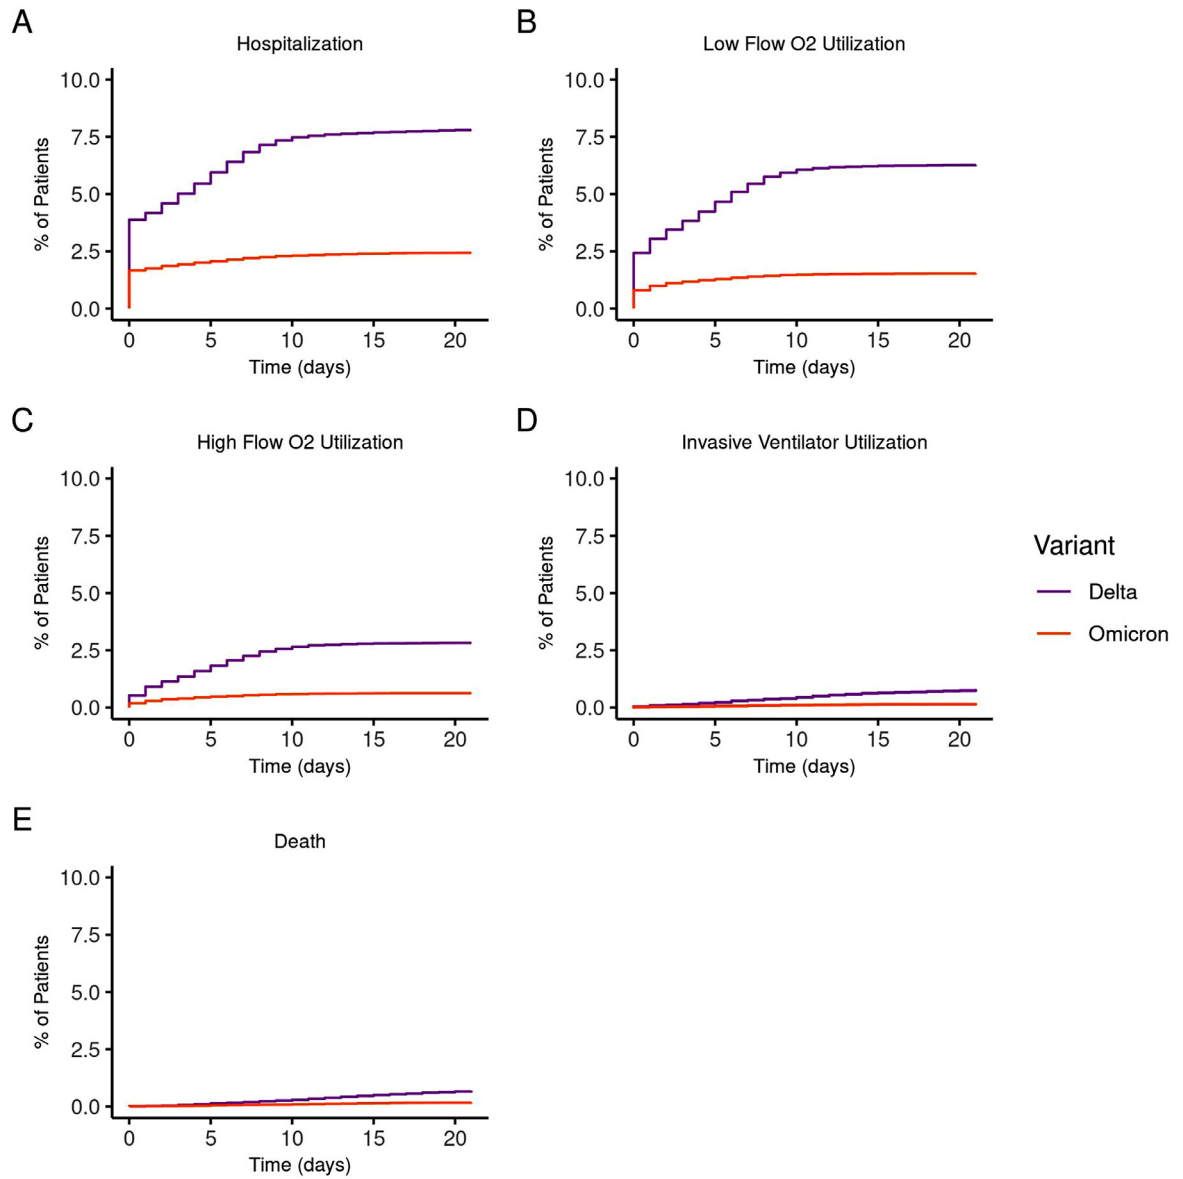 A
Hospitalization
10.0
7.5
5.0
2.5
0.0
% of Patients
0 5 10 15 20
Time (days)
B
Low Flow O2 Utilization
10.0
7.5
5.0
2.5
0.0
% of Patients
0 5 10 15 20
Time (days)
C
High Flow O2 Utilization
10.0
7.5
5.0
2.5
0.0
% of Patients
0 5 10 15 20
Time (days)
D
Invasive Ventilator Utilization
10.0
7.5
5.0
2.5
0.0
% of Patients
0 5 10 15 20
Time (days)
Variant
Delta
Omicron
E
Death
10.0
7.5
5.0
2.5
0.0
% of Patients
0 5 10 15 20
Time (days)